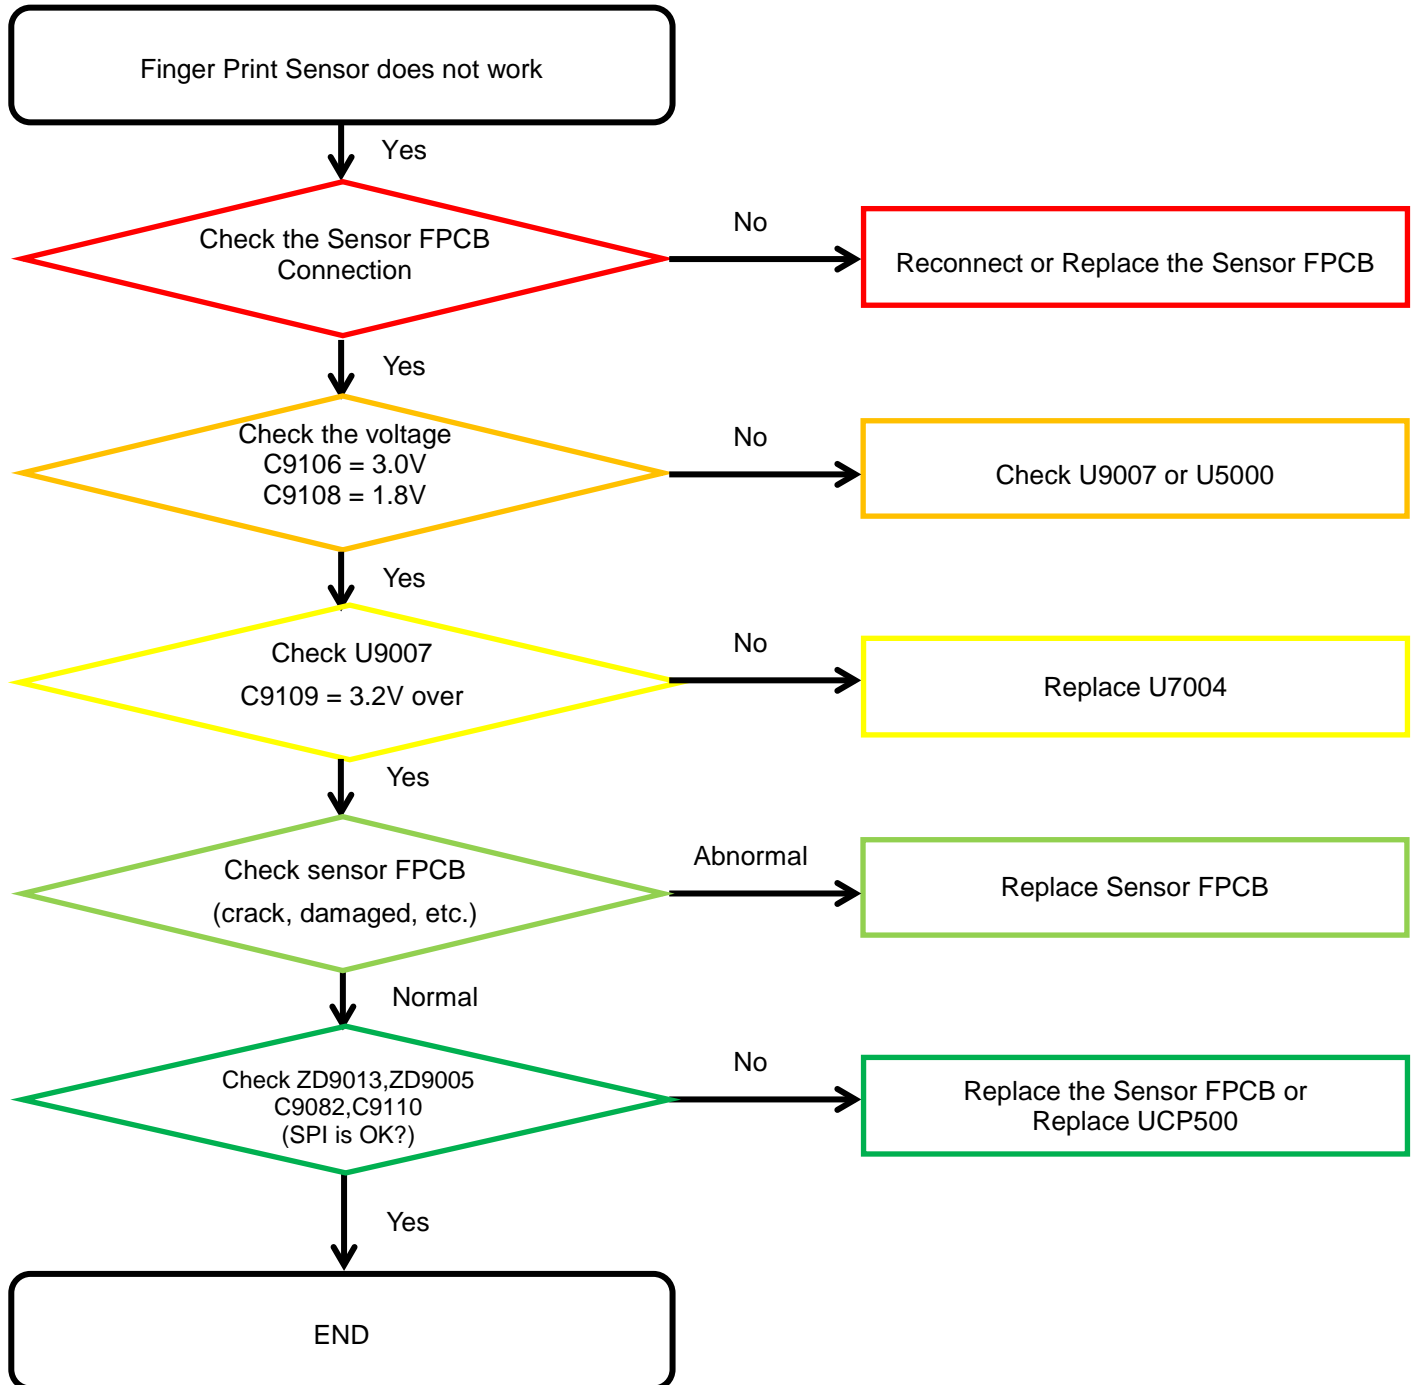 Finger Print Sensor does not work
Yes
Check the Sensor FPCB
Connection
No
Reconnect or Replace the Sensor FPCB
Yes
Check the voltage
C9106 = 3.0V
C9108 = 1.8V
No
Check U9007 or U5000
Yes
Check U9007
C9109 = 3.2V over
No
Replace U7004
Yes
Check sensor FPCB
(crack, damaged, etc.)
Abnormal
Replace Sensor FPCB
Normal
Check ZD9013,ZD9005
C9082,C9110
(SPI is OK?)
No
Replace the Sensor FPCB or
Replace UCP500
Yes
END